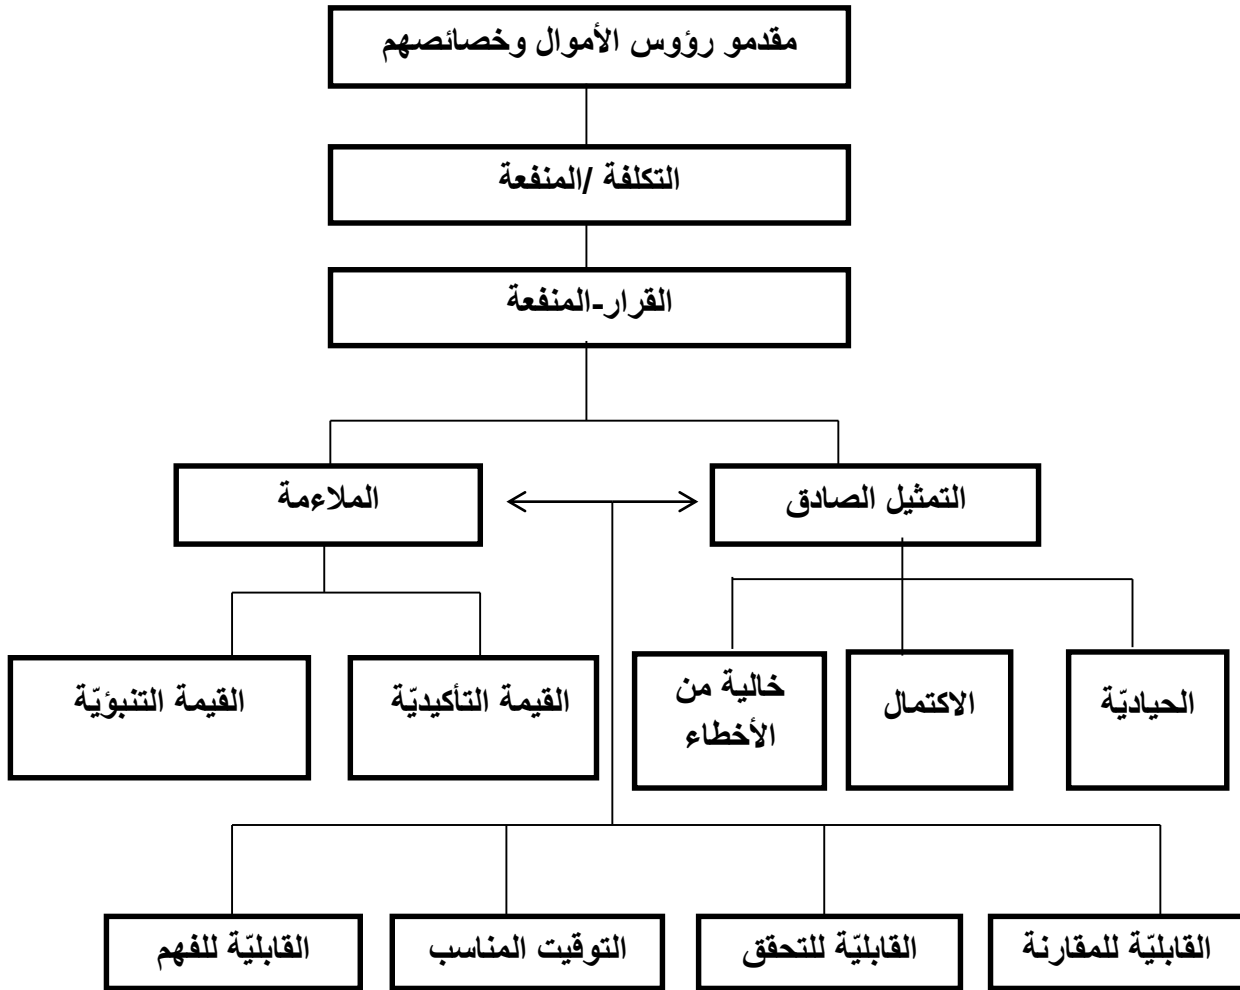 مقدمو رؤوس الأموال وخصائصهم
التكلفة /المنفعة
القرار-المنفعة
التمثيل الصادق
الملاءمة
الحياديّة
الاكتمال
خالية من
الأخطاء
القيمة التأكيديّة
القيمة التنبؤيّة
القابليّة للمقارنة
القابليّة للتحقق
التوقيت المناسب
القابليّة للفهم